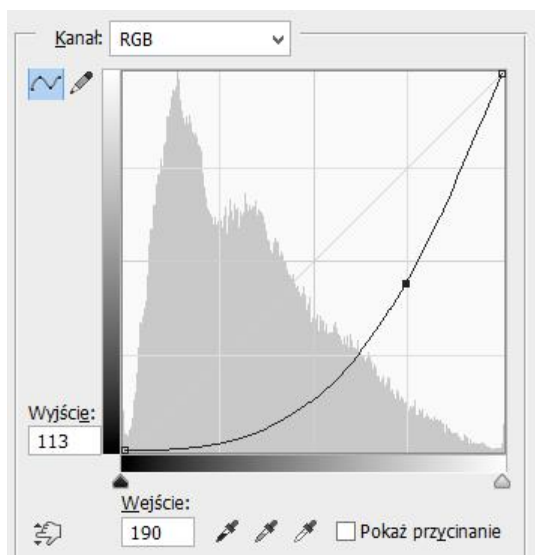 Kanał: RGB
Wyjście:
113
Wejście:
190
Pokaż przycinanie